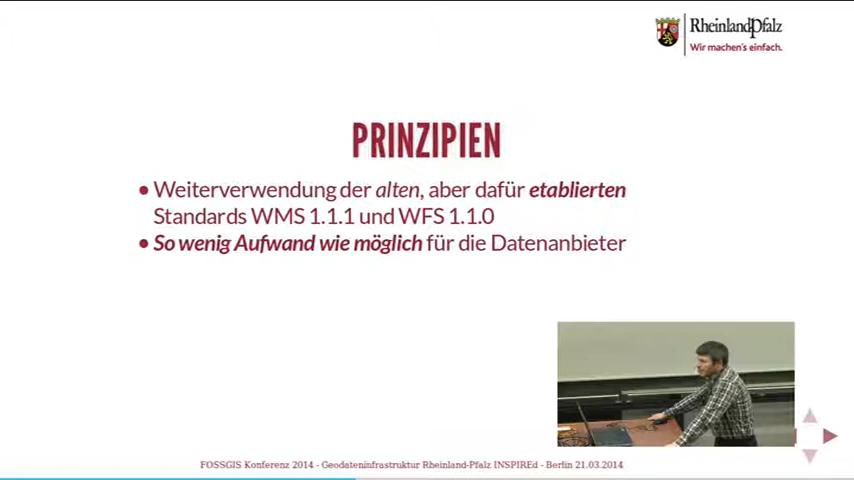 RheinlandPfalz
Wir machen's einfach.
PRINZIPIEN
• Weiterverwendung der alten, aber dafür etablierten
Standards WMS 1.1.1 und WFS 1.1.0
• So wenig Aufwand wie möglich für die Datenanbieter
FOSSGIS Konferenz 2014 - Geodateninfrastruktur Rheinland-Pfalz INSPIREd - Berlin 21.03.2014